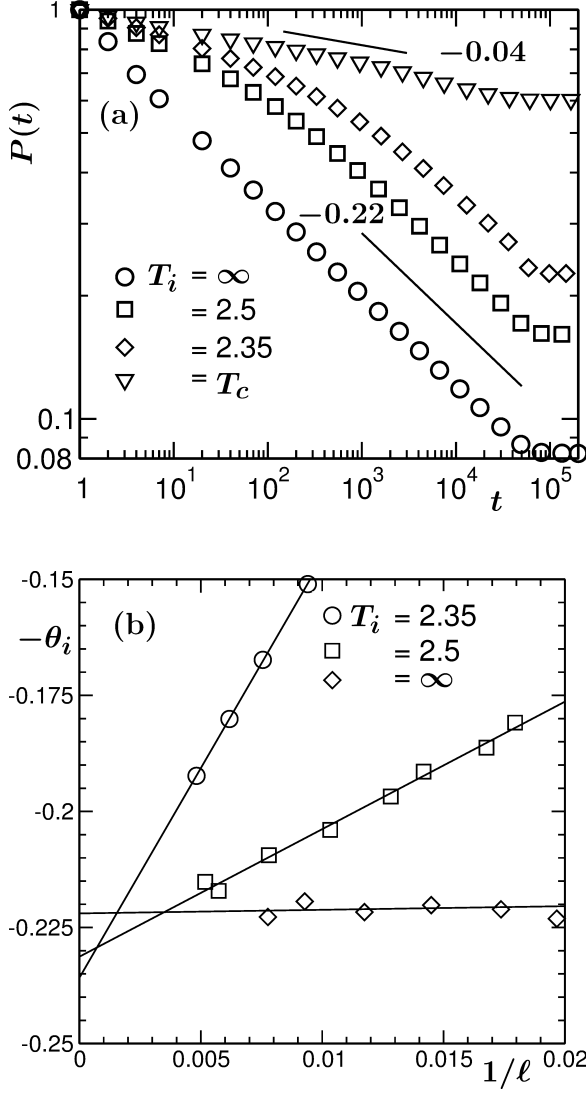 1
−0.04
(a)
P(t)
−0.22
T_i = ∞
= 2.5
= 2.35
= T_c
0.1
0.08
1 10^1 10^2 10^3 10^4 10^5
t
-0.15
(b)
T_i = 2.35
−θ_i
= 2.5
= ∞
-0.175
-0.2
-0.225
-0.25
0 0.005 0.01 0.015 0.02
1/ℓ